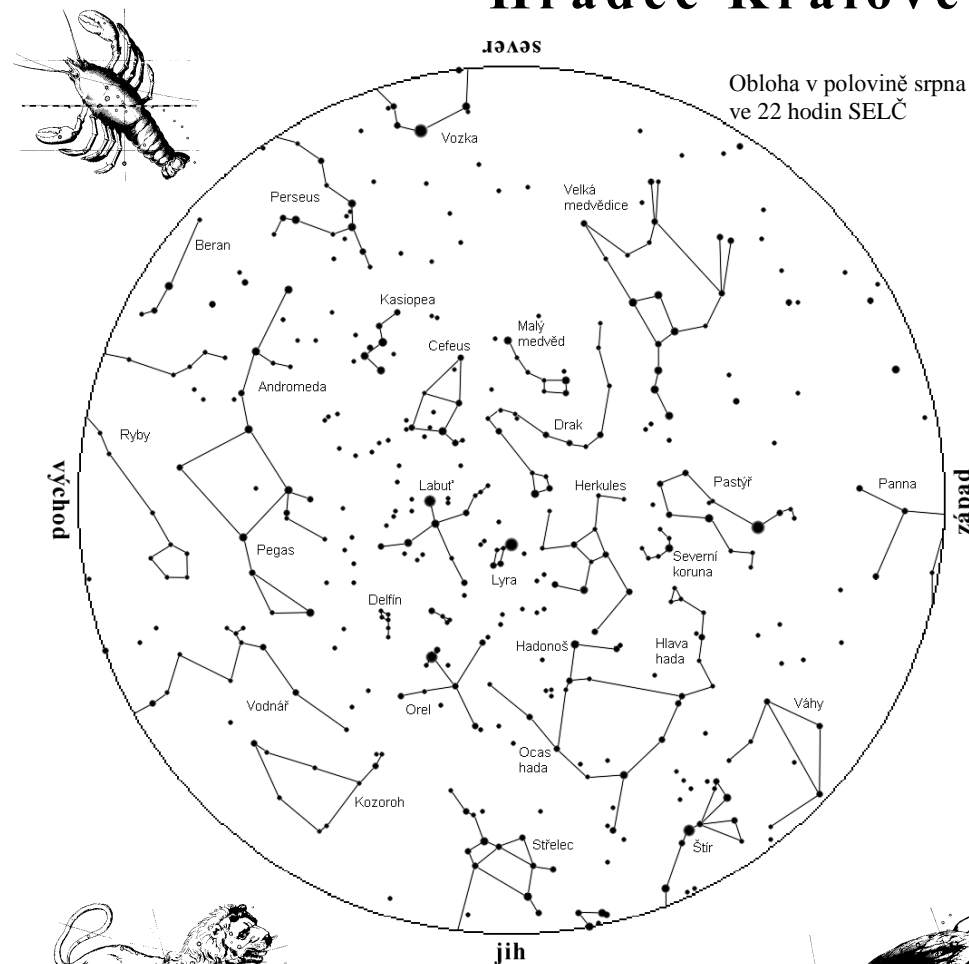 Hradec Králové
sever
Obloha v polovině srpna
ve 22 hodin SELČ
Vozka
Perseus
Velká
medvědice
Beran
Kasiopea
Malý
medvěd
Cefeus
Andromeda
Drak
Ryby
východ
Labuť
Herkules
Pastýř
Panna
západ
Pegas
Lyra
Severní
koruna
Delfín
Hadonoš
Hlava
hada
Vodnář
Orel
Váhy
Ocas
hada
Kozoroh
Střelec
Štír
jih